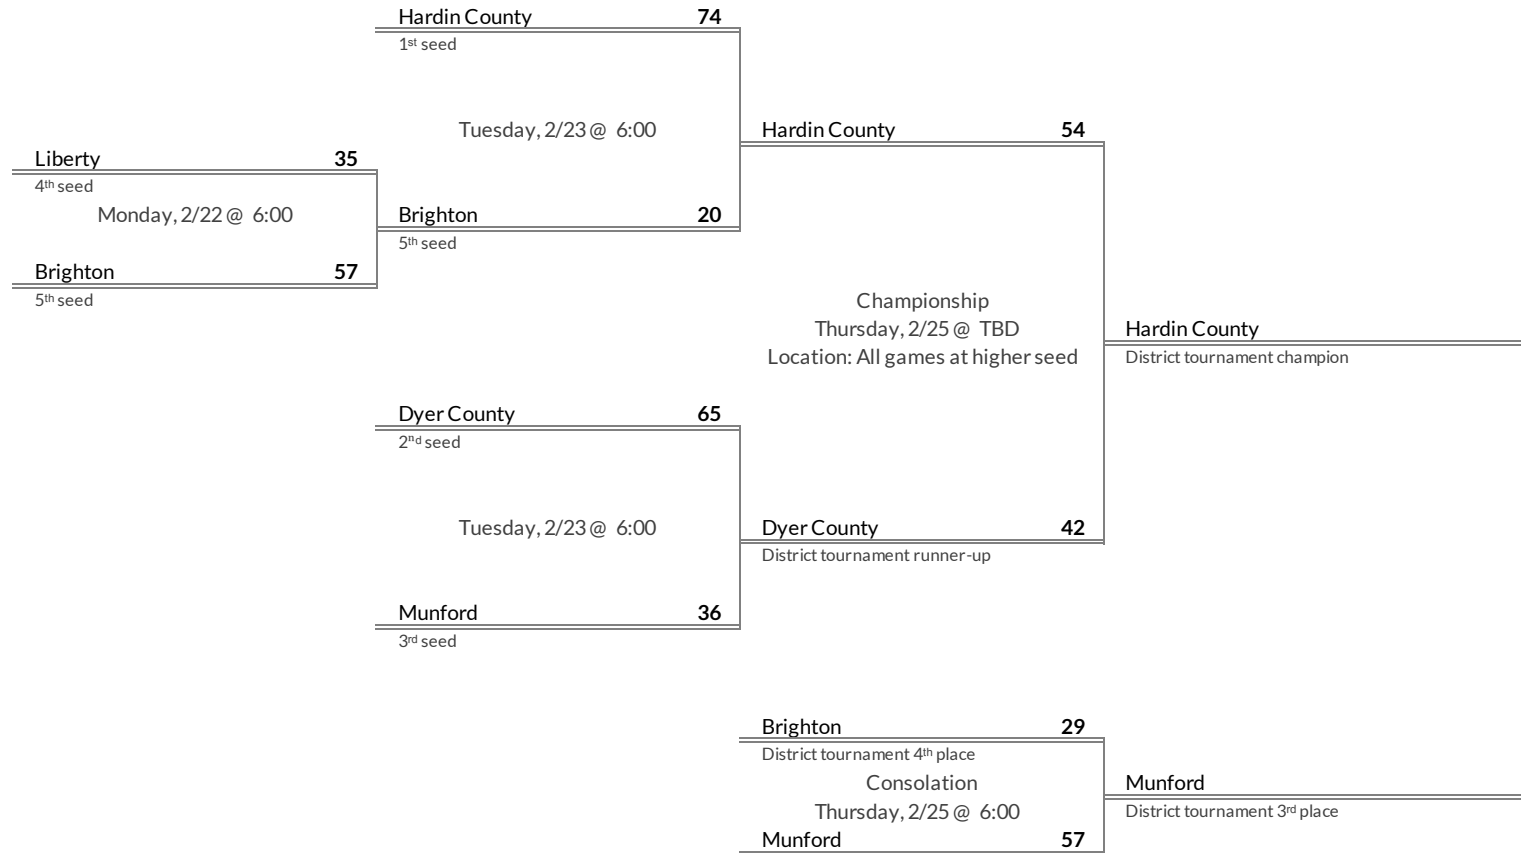 Hardin County 74
1st seed
Tuesday, 2/23 @ 6:00
Hardin County 54
Liberty 35
4th seed
Monday, 2/22 @ 6:00
Brighton 20
5th seed
Brighton 57
5th seed
Championship
Thursday, 2/25 @ TBD
Location: All games at higher seed
Hardin County
District tournament champion
Dyer County 65
2nd seed
Tuesday, 2/23 @ 6:00
Dyer County 42
District tournament runner-up
Munford 36
3rd seed
Brighton 29
District tournament 4th place
Consolation
Thursday, 2/25 @ 6:00
Munford 57
Munford
District tournament 3rd place